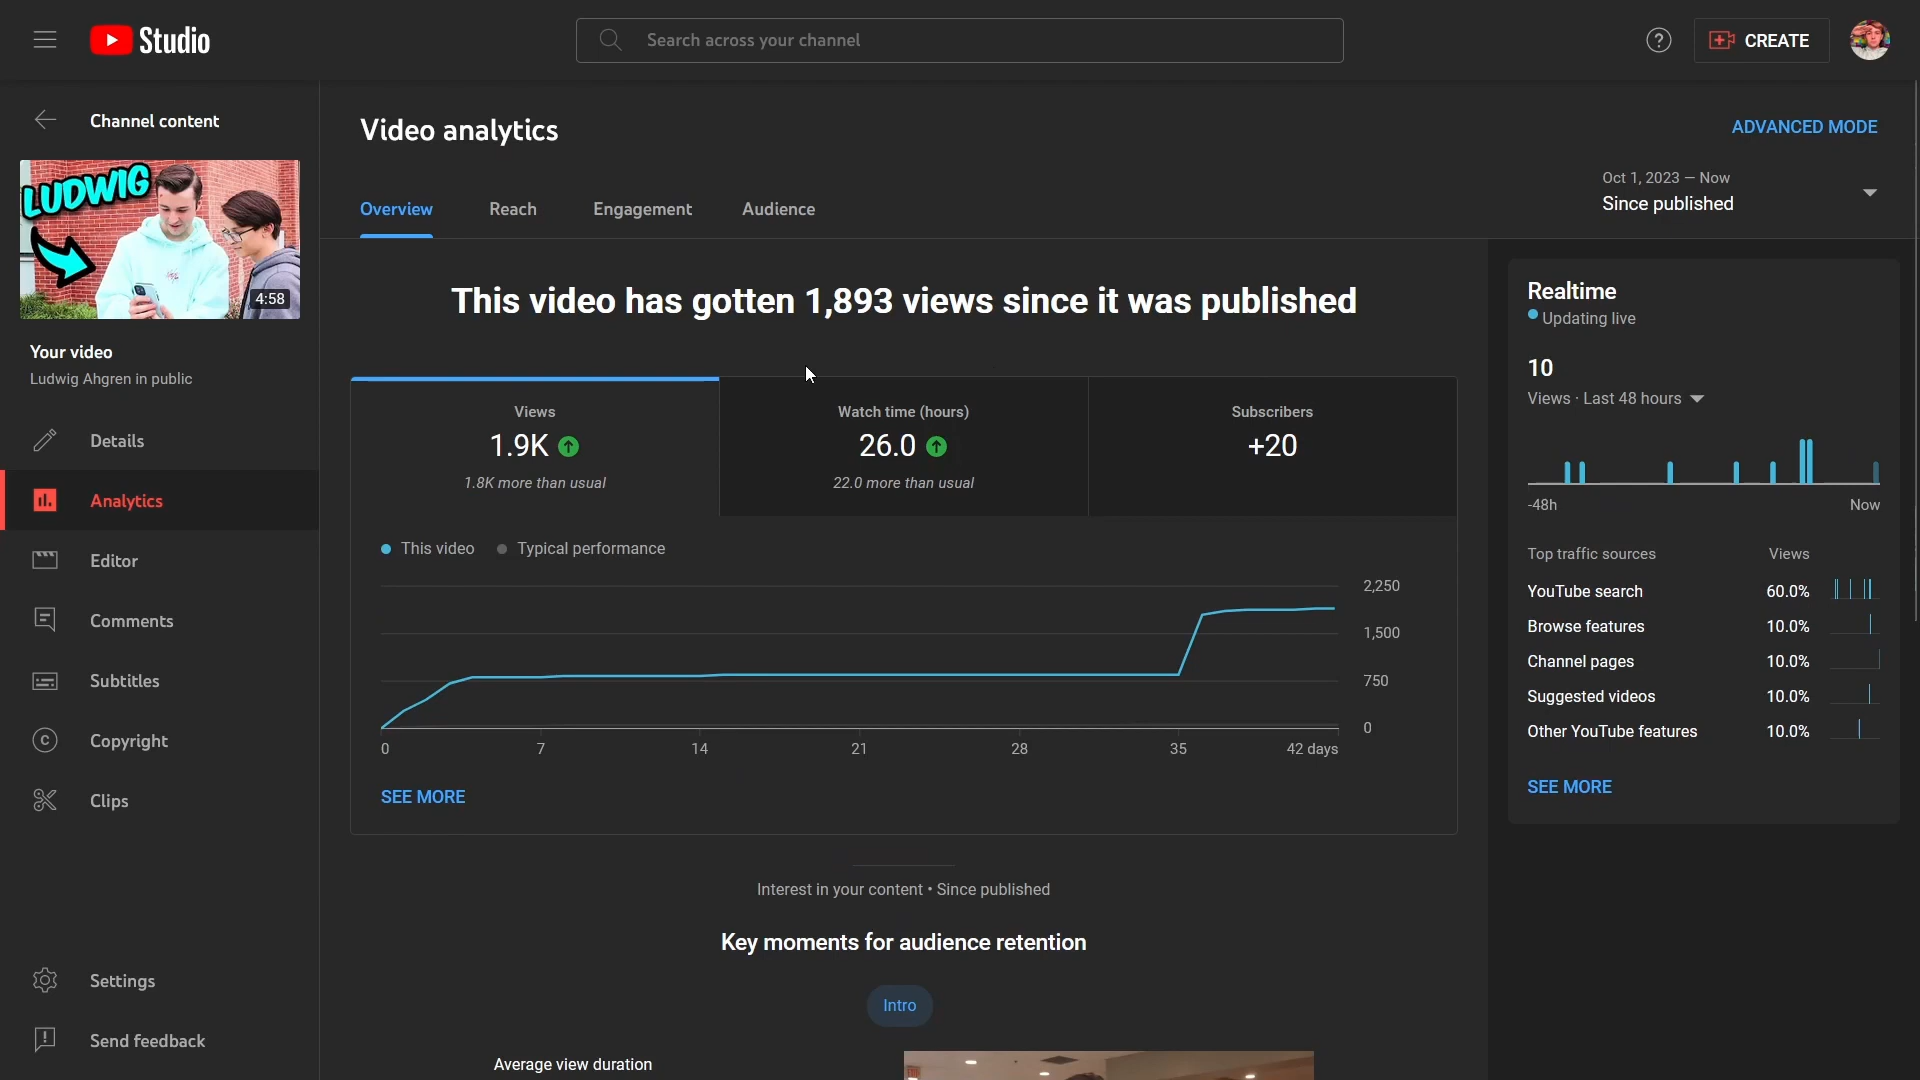 Studio
Search across your channel
CREATE
Channel content
LUDWIG
4:58
Your video
Ludwig Ahgren in public
Details
Analytics
Editor
Comments
Subtitles
Copyright
Clips
Settings
Send feedback
Video analytics
ADVANCED MODE
Oct 1, 2023 – Now
Since published
Overview
Reach
Engagement
Audience
This video has gotten 1,893 views since it was published
Views
1.9K
1.8K more than usual
Watch time (hours)
26.0
22.0 more than usual
Subscribers
+20
This video
Typical performance
2,250
1,500
750
0
0 7 14 21 28 35 42 days
SEE MORE
Interest in your content • Since published
Key moments for audience retention
Intro
Average view duration
Realtime
Updating live
10
Views · Last 48 hours
-48h Now
Top traffic sources Views
YouTube search 60.0%
Browse features 10.0%
Channel pages 10.0%
Suggested videos 10.0%
Other YouTube features 10.0%
SEE MORE